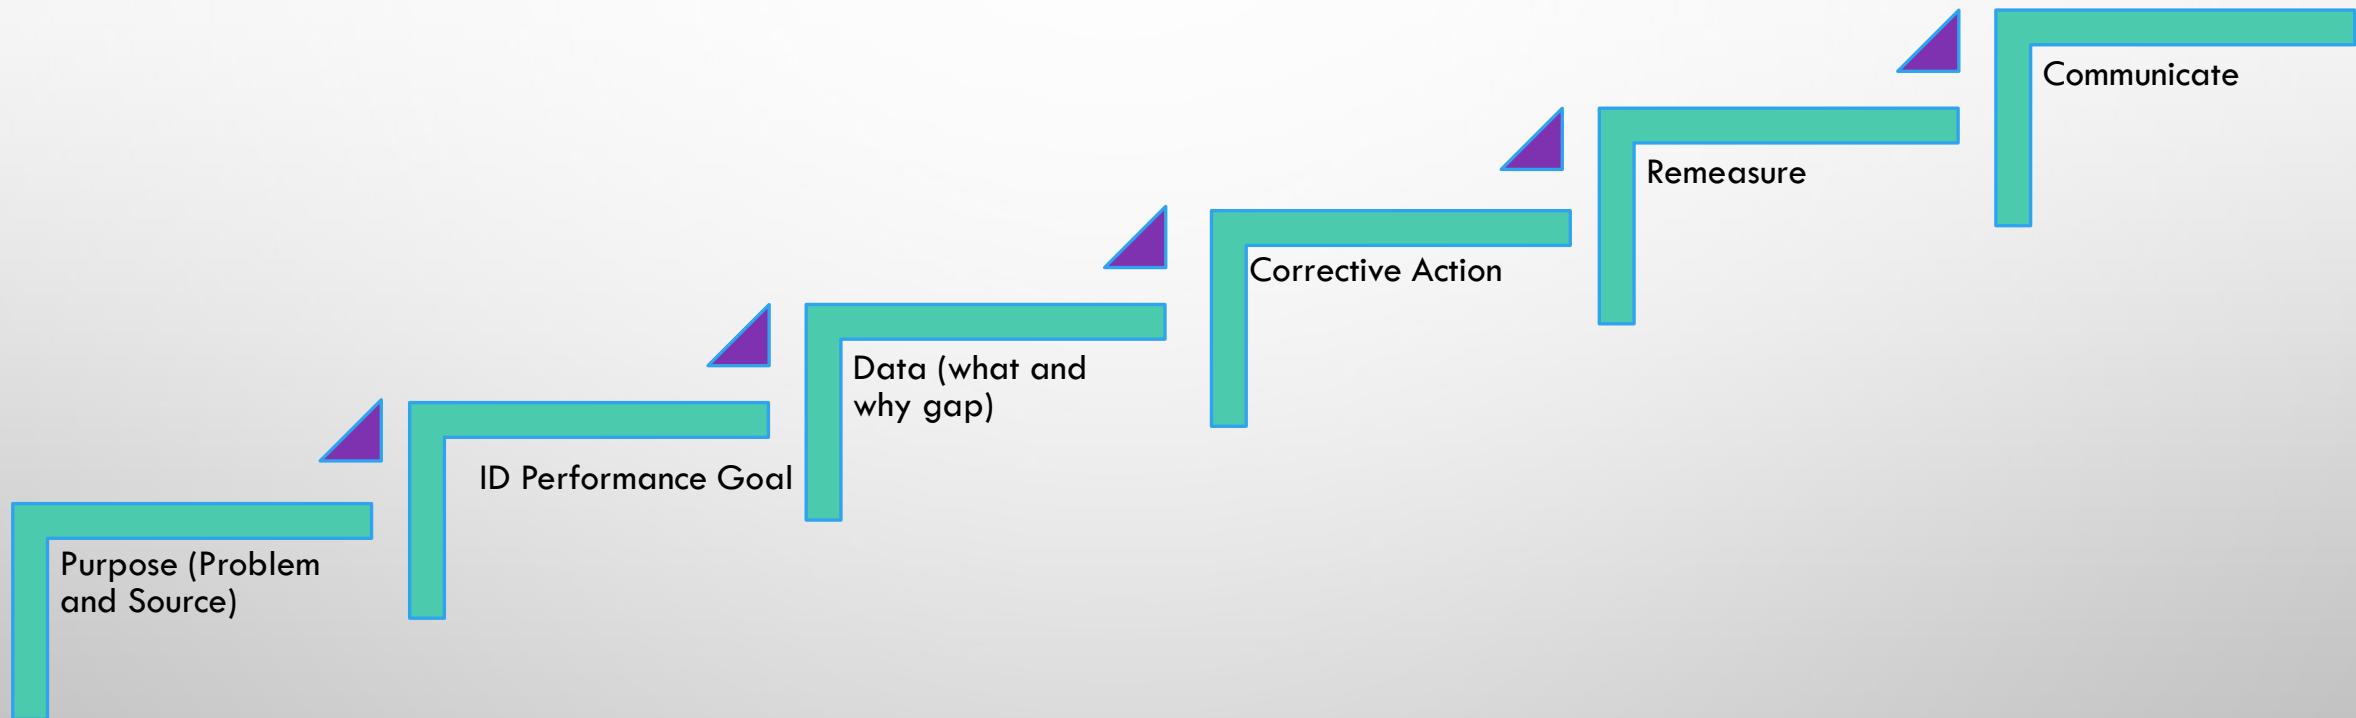 Purpose (Problem
and Source)
ID Performance Goal
Data (what and
why gap)
Corrective Action
Remeasure
Communicate